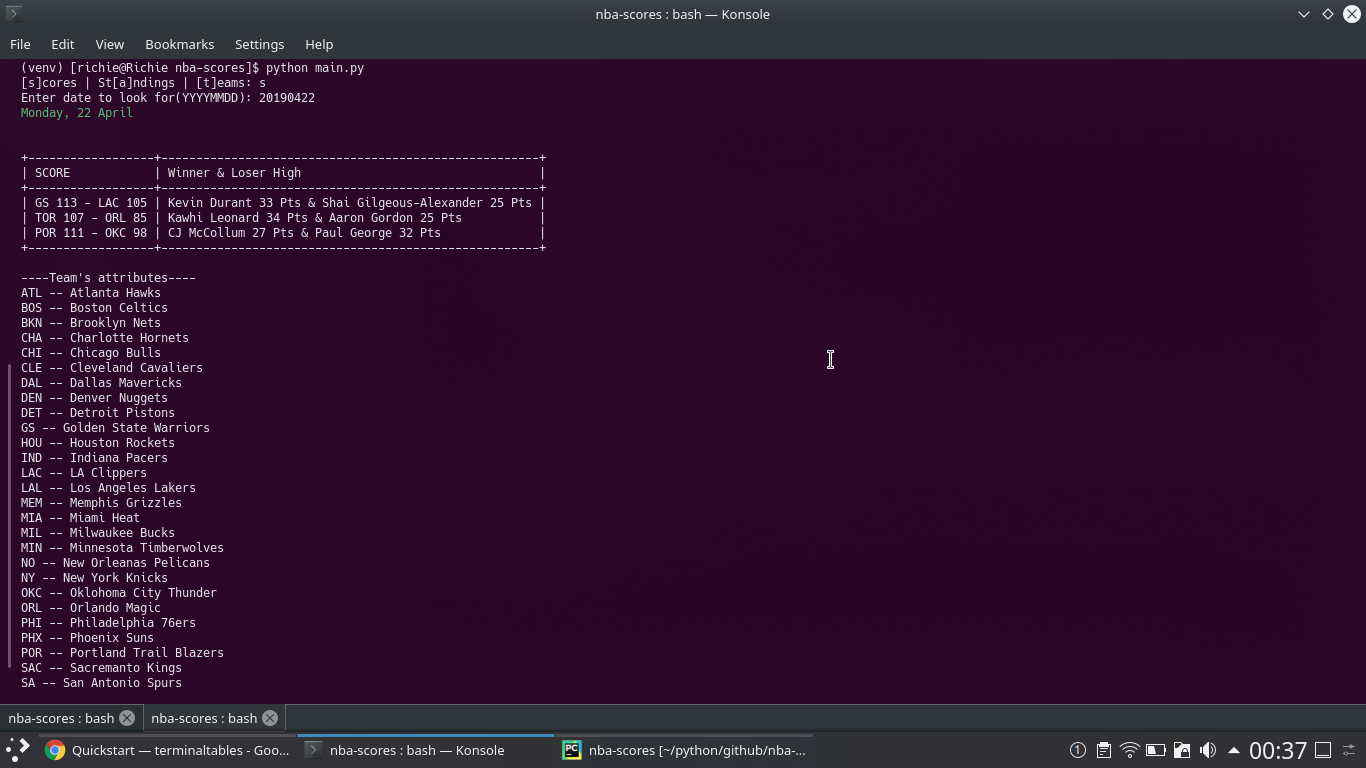 nba-scores : bash — Konsole
File Edit View Bookmarks Settings Help
(venv) [richie@Richie nba-scores]$ python main.py
[s]cores | St[a]ndings | [t]eams: s
Enter date to look for(YYYYMMDD): 20190422
Monday, 22 April
+------------------+------------------------------------------------------+
| SCORE            | Winner & Loser High                                  |
+------------------+------------------------------------------------------+
| GS 113 - LAC 105 | Kevin Durant 33 Pts & Shai Gilgeous-Alexander 25 Pts |
| TOR 107 - ORL 85 | Kawhi Leonard 34 Pts & Aaron Gordon 25 Pts           |
| POR 111 - OKC 98 | CJ McCollum 27 Pts & Paul George 32 Pts              |
+------------------+------------------------------------------------------+
----Team's attributes----
ATL -- Atlanta Hawks
BOS -- Boston Celtics
BKN -- Brooklyn Nets
CHA -- Charlotte Hornets
CHI -- Chicago Bulls
CLE -- Cleveland Cavaliers
DAL -- Dallas Mavericks
DEN -- Denver Nuggets
DET -- Detroit Pistons
GS -- Golden State Warriors
HOU -- Houston Rockets
IND -- Indiana Pacers
LAC -- LA Clippers
LAL -- Los Angeles Lakers
MEM -- Memphis Grizzles
MIA -- Miami Heat
MIL -- Milwaukee Bucks
MIN -- Minnesota Timberwolves
NO -- New Orleanas Pelicans
NY -- New York Knicks
OKC -- Oklohoma City Thunder
ORL -- Orlando Magic
PHI -- Philadelphia 76ers
PHX -- Phoenix Suns
POR -- Portland Trail Blazers
SAC -- Sacremanto Kings
SA -- San Antonio Spurs
nba-scores : bash nba-scores : bash
Quickstart — terminaltables - Goo... nba-scores : bash — Konsole PC nba-scores [~/python/github/nba-... 1 00:37